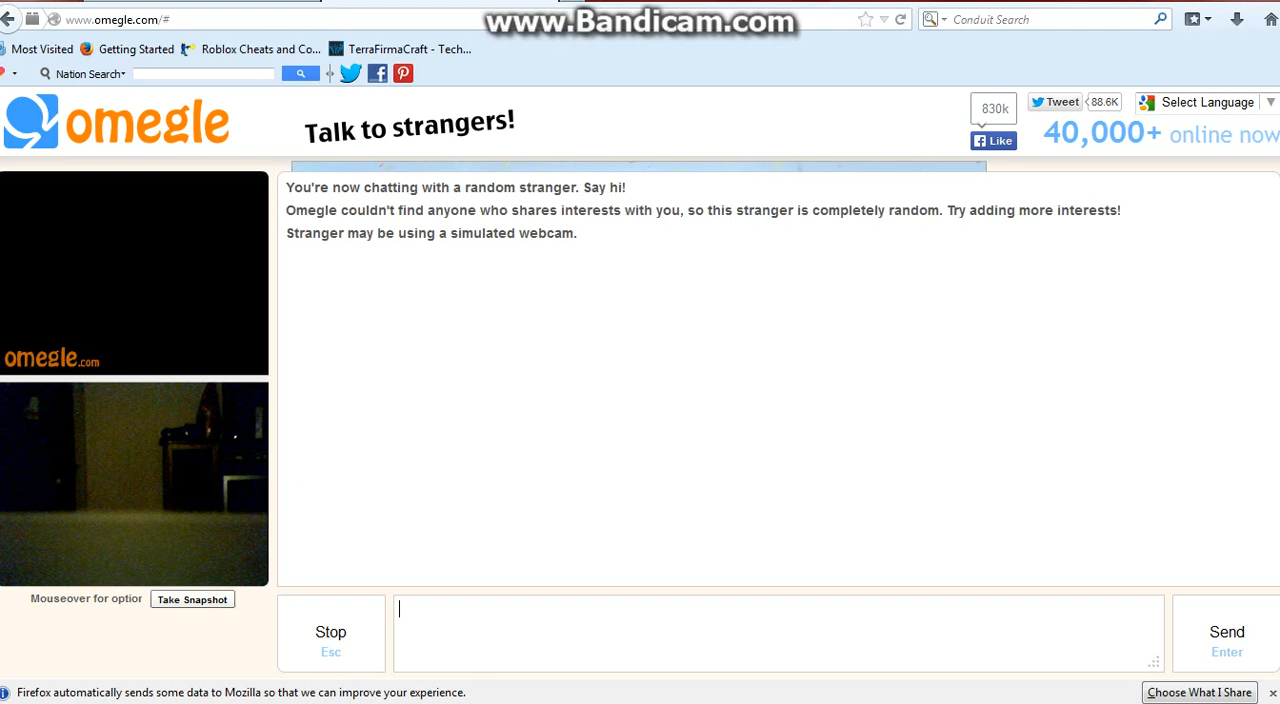 www.omegle.com/#
www.Bandicam.com
Conduit Search
Most Visited
Getting Started
Roblox Cheats and Co...
TerraFirmaCraft - Tech...
Nation Search
omegle
Talk to strangers!
830k
Like
Tweet
88.6K
Select Language
40,000+ online now
You're now chatting with a random stranger. Say hi!
Omegle couldn't find anyone who shares interests with you, so this stranger is completely random. Try adding more interests!
Stranger may be using a simulated webcam.
omegle.com
Mouseover for option
Take Snapshot
Stop
Esc
Send
Enter
Firefox automatically sends some data to Mozilla so that we can improve your experience.
Choose What I Share